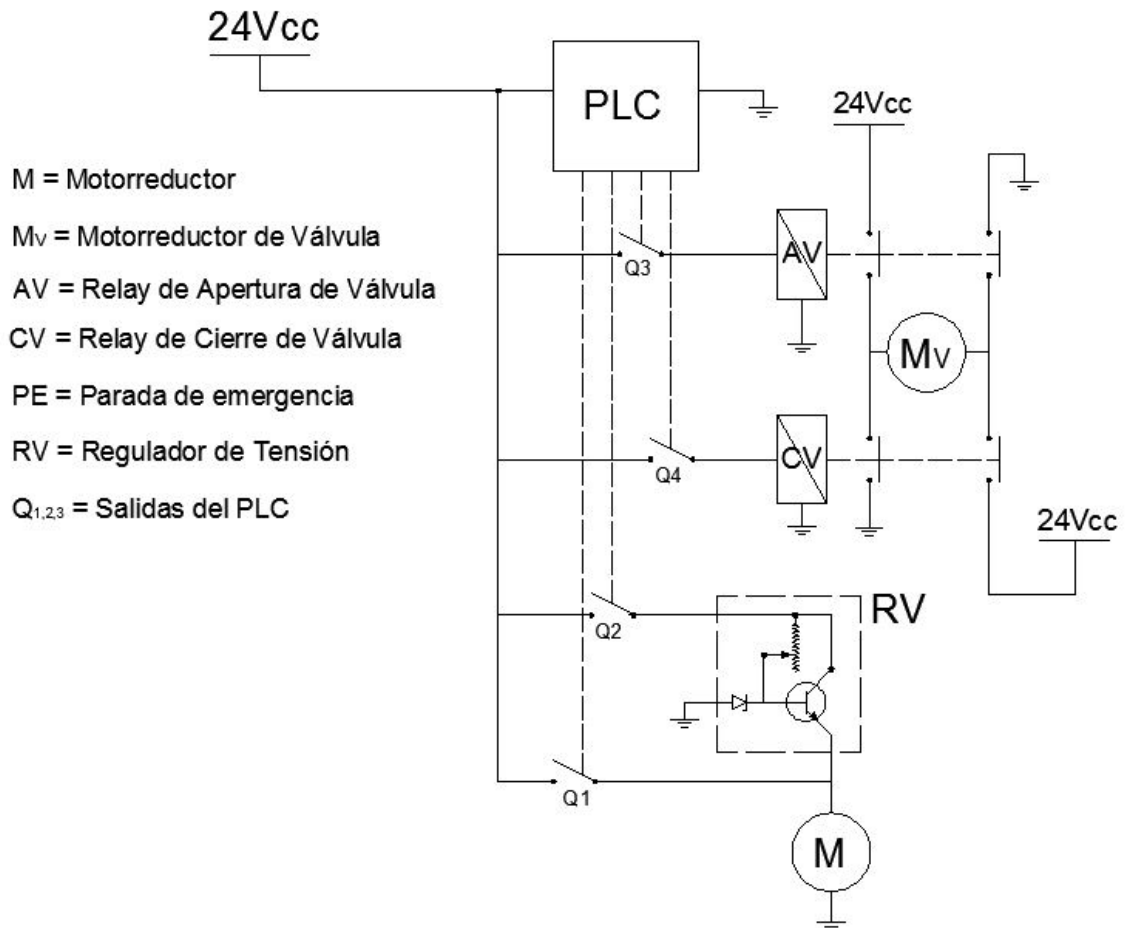 24Vcc
PLC
24Vcc
M = Motorreductor
Mv = Motorreductor de Válvula
AV = Relay de Apertura de Válvula
CV = Relay de Cierre de Válvula
PE = Parada de emergencia
RV = Regulador de Tensión
Q1,2,3 = Salidas del PLC
Q3
AV
Mv
Q4
CV
24Vcc
Q2
RV
Q1
M